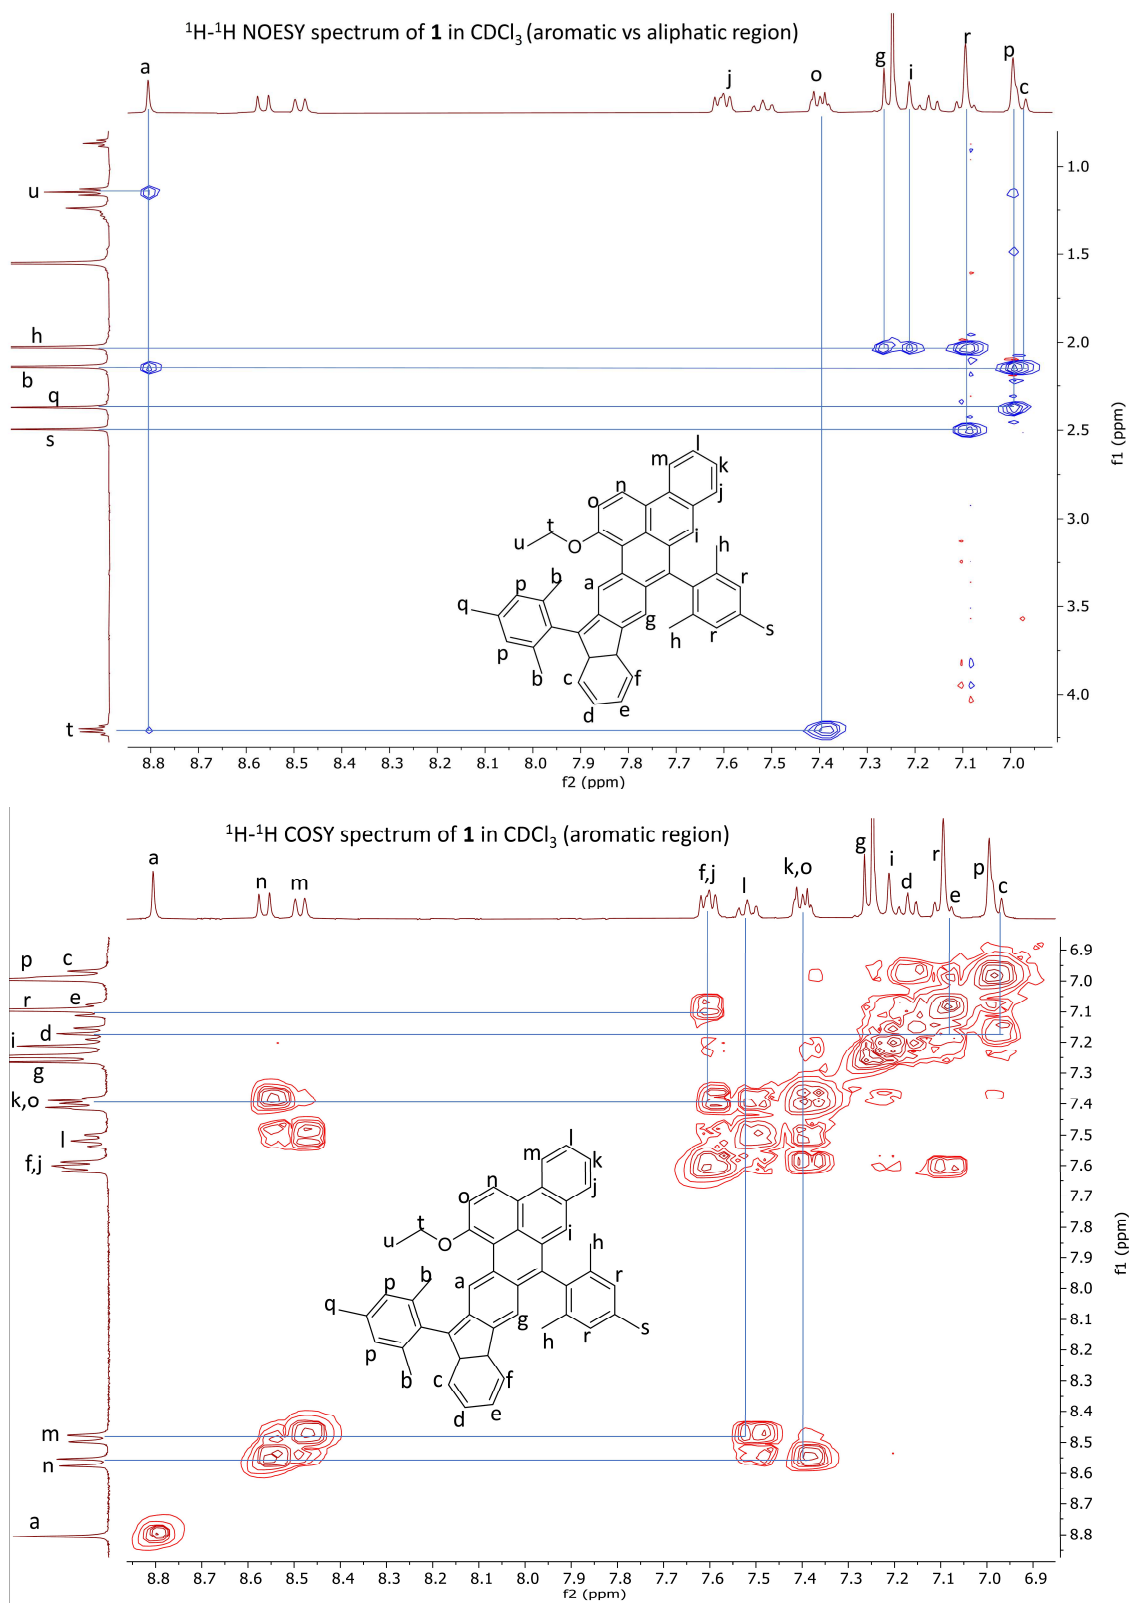 ¹H-¹H NOESY spectrum of 1 in CDCl₃ (aromatic vs aliphatic region)
a
j
o
g
i
r
p
c
u
h
b
q
s
t
1.0
1.5
2.0
2.5
3.0
3.5
4.0
f1 (ppm)
l
m
k
n
j
o
t
i
u
O
h
a
b
p
r
q
g
h
r
s
p
b
c
f
d
e
8.8 8.7 8.6 8.5 8.4 8.3 8.2 8.1 8.0 7.9 7.8 7.7 7.6 7.5 7.4 7.3 7.2 7.1 7.0
f2 (ppm)
¹H-¹H COSY spectrum of 1 in CDCl₃ (aromatic region)
a
n
m
f,j
l
k,o
g
i
d
r
e
p
c
p c
r e
d
i
g
k,o
l
f,j
m
n
a
6.9
7.0
7.1
7.2
7.3
7.4
7.5
7.6
7.7
7.8
7.9
8.0
8.1
8.2
8.3
8.4
8.5
8.6
8.7
8.8
f1 (ppm)
l
m
k
n
j
o
t
i
u
O
h
a
b
p
r
q
g
h
r
s
p
b
c
f
d
e
8.8 8.7 8.6 8.5 8.4 8.3 8.2 8.1 8.0 7.9 7.8 7.7 7.6 7.5 7.4 7.3 7.2 7.1 7.0 6.9
f2 (ppm)